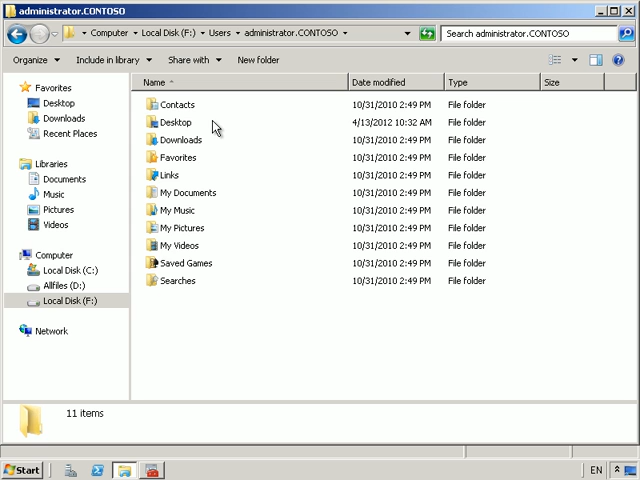 administrator.CONTOSO
Computer Local Disk (F:) Users administrator.CONTOSO Search administrator.CONTOSO
Organize Include in library Share with New folder
Name Date modified Type Size
Favorites
Desktop
Downloads
Recent Places
Libraries
Documents
Music
Pictures
Videos
Computer
Local Disk (C:)
Allfiles (D:)
Local Disk (F:)
Network
Contacts 10/31/2010 2:49 PM File folder
Desktop 4/13/2012 10:32 AM File folder
Downloads 10/31/2010 2:49 PM File folder
Favorites 10/31/2010 2:49 PM File folder
Links 10/31/2010 2:49 PM File folder
My Documents 10/31/2010 2:49 PM File folder
My Music 10/31/2010 2:49 PM File folder
My Pictures 10/31/2010 2:49 PM File folder
My Videos 10/31/2010 2:49 PM File folder
Saved Games 10/31/2010 2:49 PM File folder
Searches 10/31/2010 2:49 PM File folder
11 items
Start EN